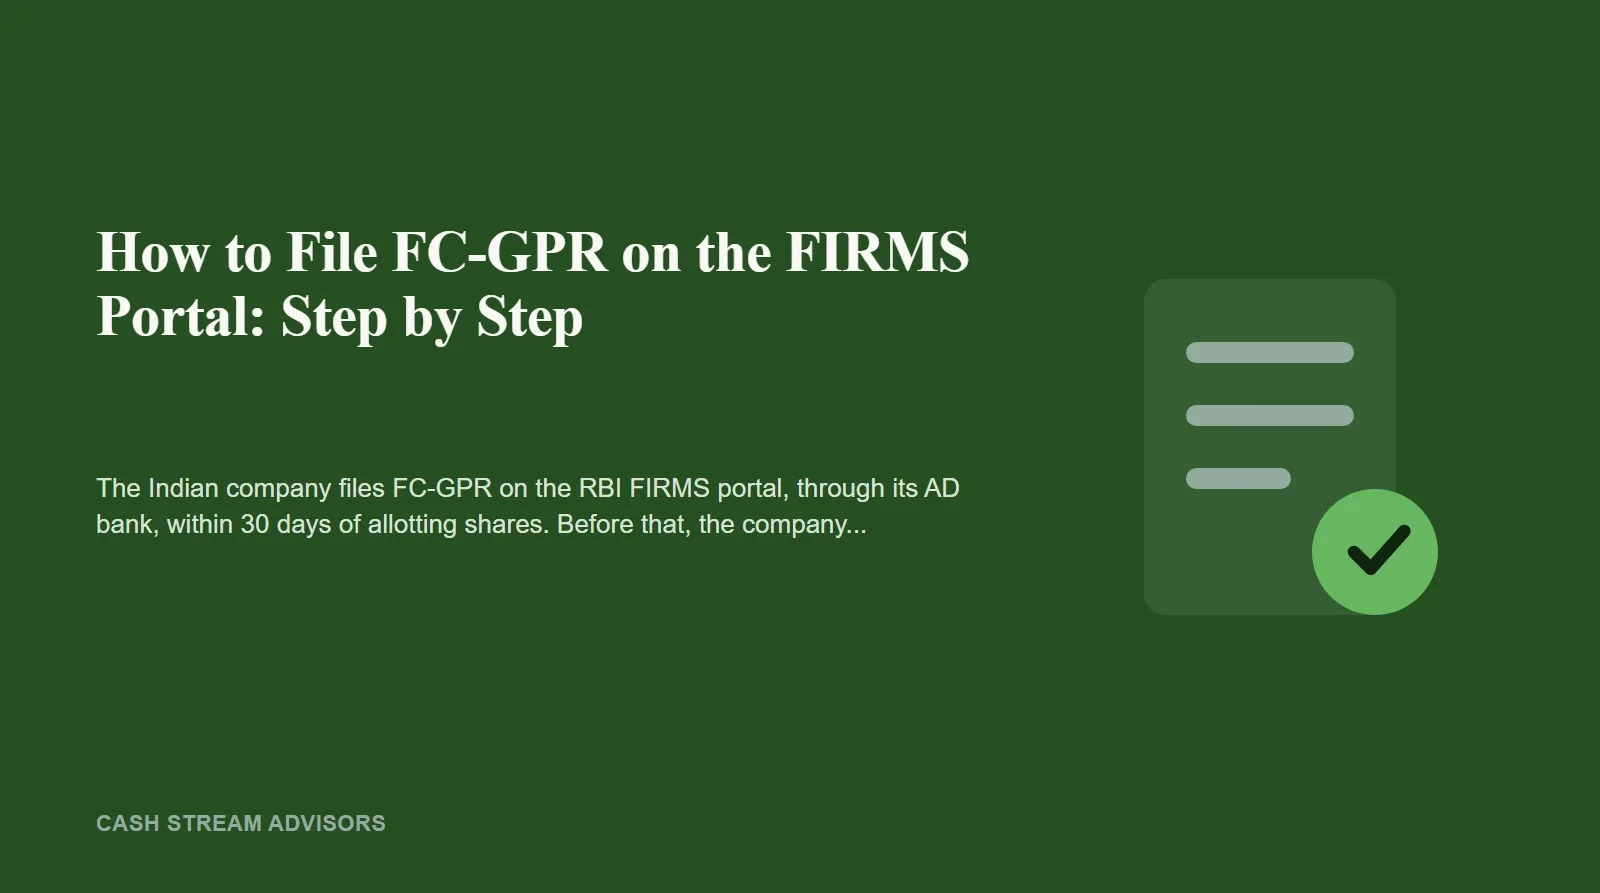 How to File FC-GPR on the FIRMS
Portal: Step by Step
The Indian company files FC-GPR on the RBI FIRMS portal, through its AD
bank, within 30 days of allotting shares. Before that, the company...
CASH STREAM ADVISORS